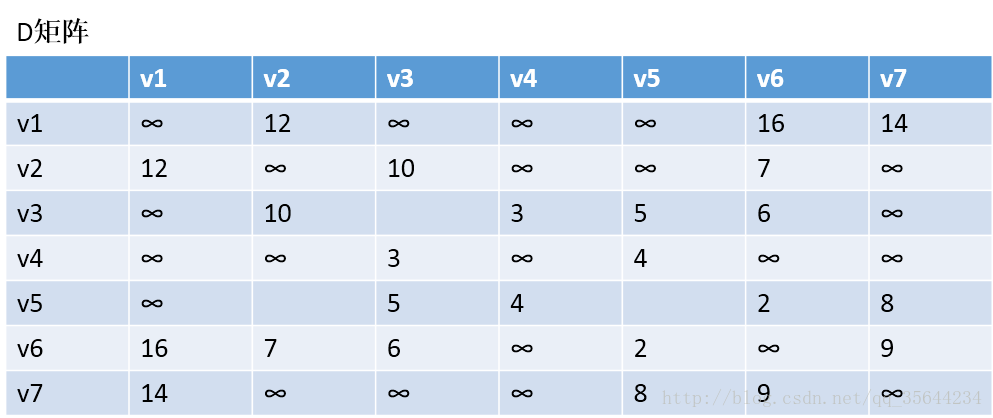 D矩阵
v1 v2 v3 v4 v5 v6 v7
v1 ∞ 12 ∞ ∞ ∞ 16 14
v2 12 ∞ 10 ∞ ∞ 7 ∞
v3 ∞ 10 3 5 6 ∞
v4 ∞ ∞ 3 ∞ 4 ∞ ∞
v5 ∞ 5 4 2 8
v6 16 7 6 ∞ 2 ∞ 9
v7 14 ∞ ∞ ∞ 8 9 ∞
http://blog.csdn.net/qq_35644234